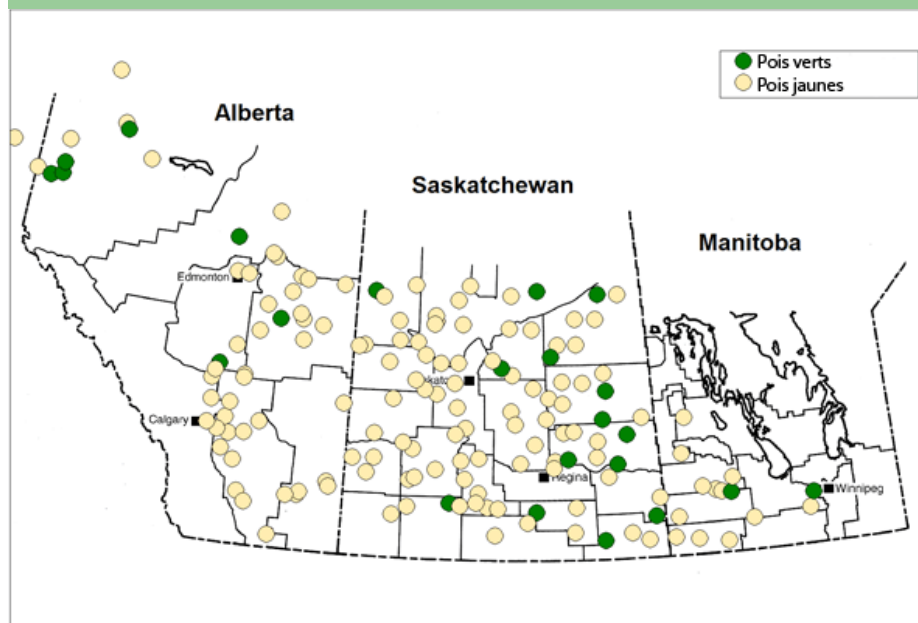 Pois verts
Pois jaunes
Alberta
Saskatchewan
Manitoba
Edmonton
Calgary
Regina
Winnipeg